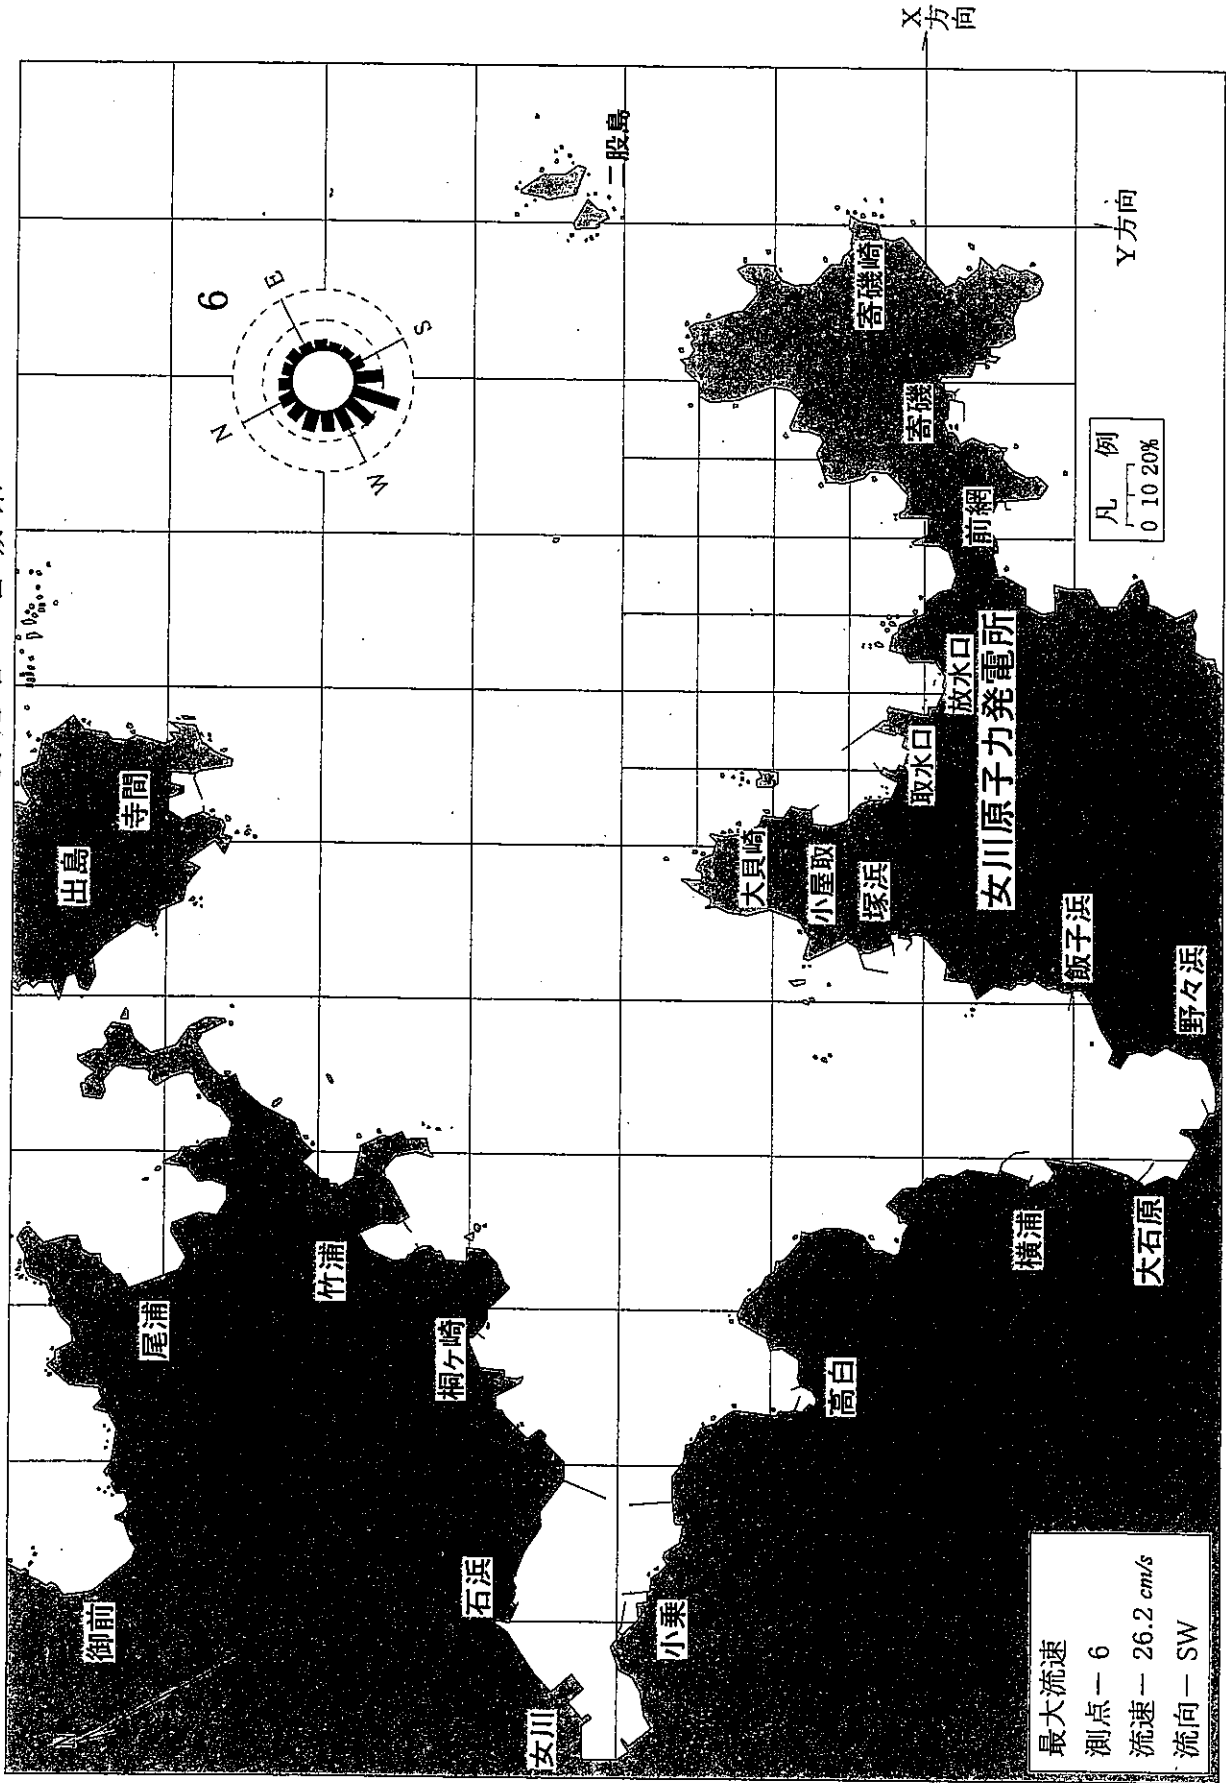 X方向
Y方向
二股島
6
N
E
S
W
出島
寺間
寄磯崎
寄磯
前網
凡例
0 10 20%
放水口
女川原子力発電所
取水口
大貝崎
小屋取
塚浜
飯子浜
野々浜
尾浦
竹浦
桐ケ崎
横浦
大石原
高白
御前
石浜
小乗
女川
N
最大流速
測点－6
流速－26.2 cm/s
流向－SW